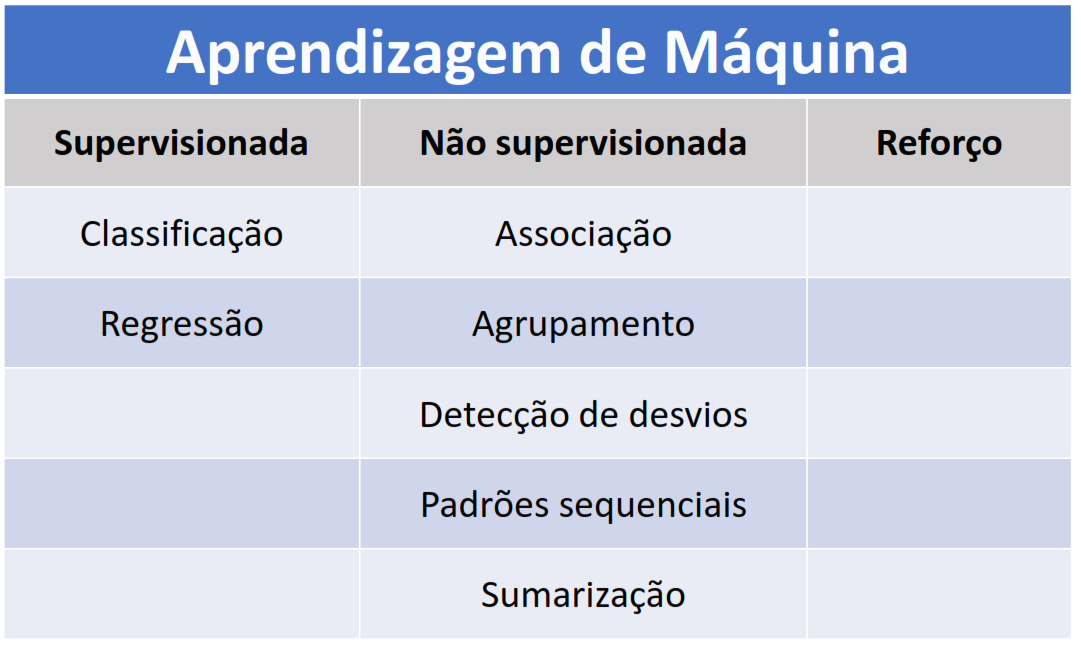 Aprendizagem de Máquina
Supervisionada Não supervisionada Reforço
Classificação Associação
Regressão Agrupamento
Detecção de desvios
Padrões sequenciais
Sumarização